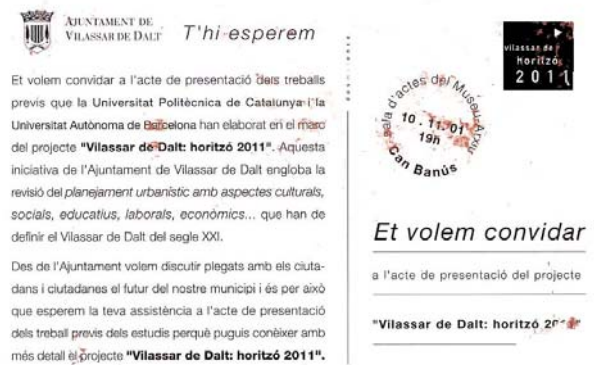 AJUNTAMENT DE
VILASSAR DE DALT
T'hi esperem
Et volem convidar a l'acte de presentació dels treballs
previs que la Universitat Politècnica de Catalunya i la
Universitat Autònoma de Barcelona han elaborat en el marc
del projecte "Vilassar de Dalt: horitzó 2011". Aquesta
iniciativa de l'Ajuntament de Vilassar de Dalt engloba la
revisió del planejament urbanístic amb aspectes culturals,
socials, educatius, laborals, econòmics... que han de
definir el Vilassar de Dalt del segle XXI.
Des de l'Ajuntament volem discutir plegats amb els ciuta-
dans i ciutadanes el futur del nostre municipi i és per això
que esperem la teva assistència a l'acte de presentació
dels treball previs dels estudis perquè puguis conèixer amb
més detall el projecte "Vilassar de Dalt: horitzó 2011".
vilassar de
horitzó
2011
sala d'actes del Museu-Arxiu
10.11.01
19h
Can Banús
Et volem convidar
a l'acte de presentació del projecte
"Vilassar de Dalt: horitzó 2011"